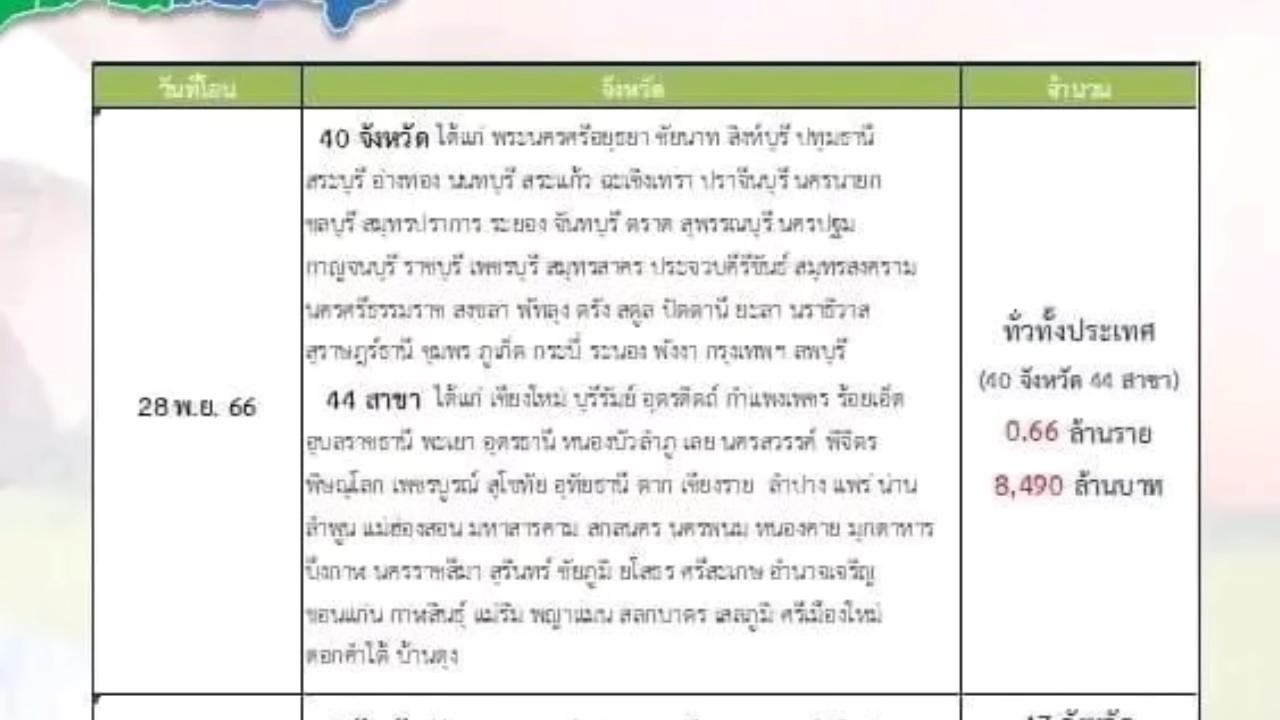 วันที่โอน
จังหวัด
จำนวน
40 จังหวัด ได้แก่ พระนครศรีอยุธยา ชัยนาท สิงห์บุรี ปทุมธานี
สระบุรี อ่างทอง นนทบุรี สระแก้ว ฉะเชิงเทรา ปราจีนบุรี นครนายก
ชลบุรี สมุทรปราการ ระยอง จันทบุรี ตราด สุพรรณบุรี นครปฐม
กาญจนบุรี ราชบุรี เพชรบุรี สมุทรสาคร ประจวบคีรีขันธ์ สมุทรสงคราม
นครศรีธรรมราช สงขลา พัทลุง ตรัง สตูล ปัตตานี ยะลา นราธิวาส
สุราษฎร์ธานี ชุมพร ภูเก็ต กระบี่ ระนอง พังงา กรุงเทพฯ ลพบุรี
44 สาขา ได้แก่ เชียงใหม่ บุรีรัมย์ อุตรดิตถ์ กำแพงเพชร ร้อยเอ็ด
อุบลราชธานี พะเยา อุดรธานี หนองบัวลำภู เลย นครสวรรค์ พิจิตร
พิษณุโลก เพชรบูรณ์ สุโขทัย อุทัยธานี ตาก เชียงราย ลำปาง แพร่ น่าน
ลำพูน แม่ฮ่องสอน มหาสารคาม สกลนคร นครพนม หนองคาย มุกดาหาร
บึงกาฬ นครราชสีมา สุรินทร์ ชัยภูมิ ยโสธร ศรีสะเกษ อำนาจเจริญ
ขอนแก่น กาฬสินธุ์ แม่ริม พญาแมน สลกบาตร เสลภูมิ ศรีเมืองใหม่
ดอกคำใต้ บ้านดุง
28 พ.ย. 66
ทั่วทั้งประเทศ
(40 จังหวัด 44 สาขา)
0.66 ล้านราย
8,490 ล้านบาท